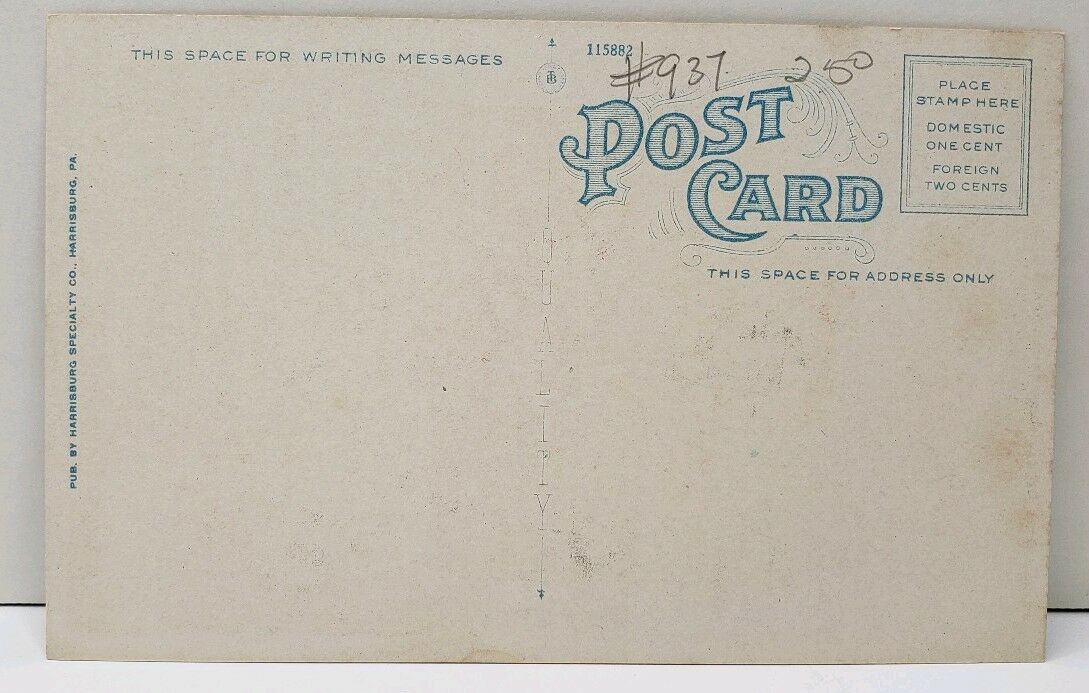 THIS SPACE FOR WRITING MESSAGES
PUB. BY HARRISBURG SPECIALTY CO., HARRISBURG, PA.
QUALITY
115882
#937 250
POST
CARD
PLACE
STAMP HERE
DOMESTIC
ONE CENT
FOREIGN
TWO CENTS
THIS SPACE FOR ADDRESS ONLY